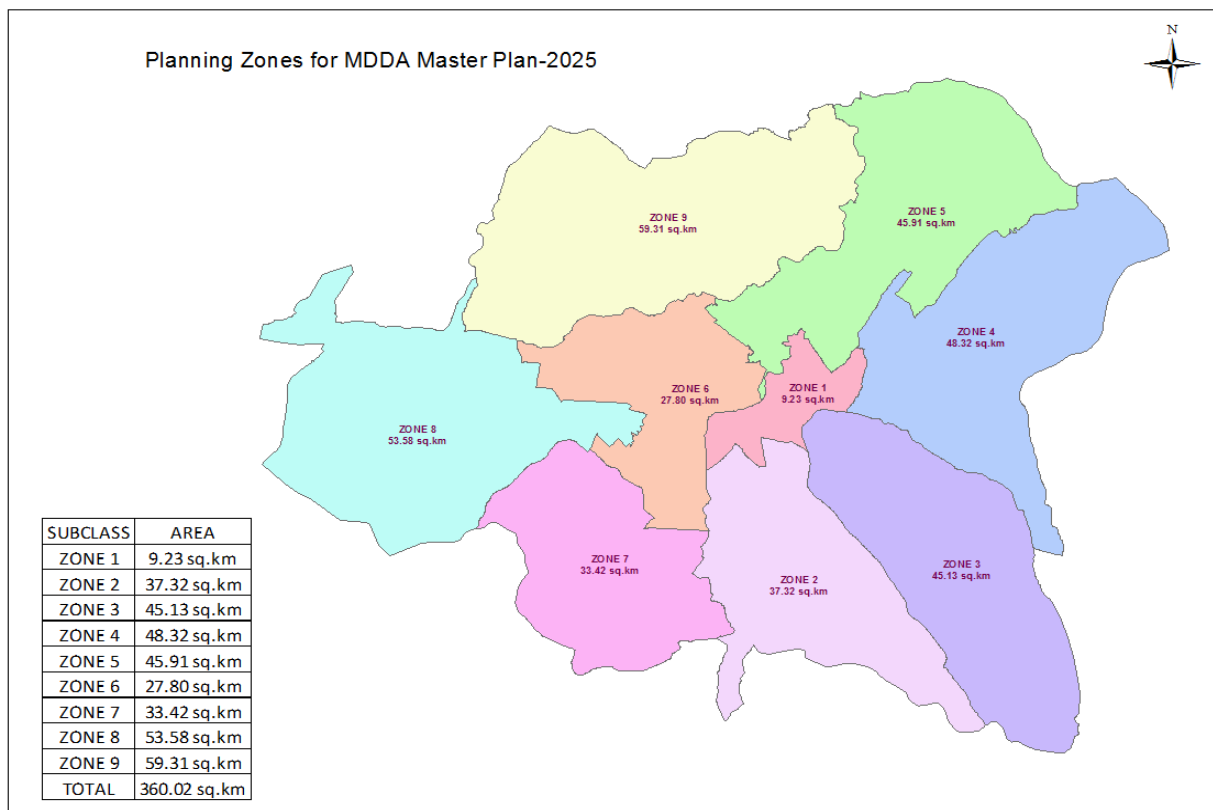 N
Planning Zones for MDDA Master Plan-2025
ZONE 5
45.91 sq.km
ZONE 9
59.31 sq.km
ZONE 4
48.32 sq.km
ZONE 6
27.80 sq.km
ZONE 1
9.23 sq.km
ZONE 8
53.58 sq.km
ZONE 7
33.42 sq.km
ZONE 3
45.13 sq.km
ZONE 2
37.32 sq.km
SUBCLASS AREA
ZONE 1 9.23 sq.km
ZONE 2 37.32 sq.km
ZONE 3 45.13 sq.km
ZONE 4 48.32 sq.km
ZONE 5 45.91 sq.km
ZONE 6 27.80 sq.km
ZONE 7 33.42 sq.km
ZONE 8 53.58 sq.km
ZONE 9 59.31 sq.km
TOTAL 360.02 sq.km